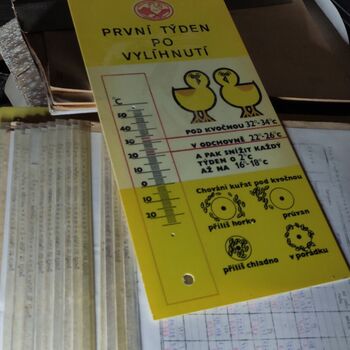 PRVNÍ TÝDEN
PO
VYLÍHNUTÍ
°C
50
40
30
20
10
0
10
20
POD KVOČNOU 32°-34°C
V ODCHOVNĚ 22°-26°C
A PAK SNÍŽIT KAŽDÝ
TÝDEN O 2°C
AŽ NA 16°-18°C
Chování kuřat pod kvočnou
příliš horko
průvan
příliš chladno
v pořádku